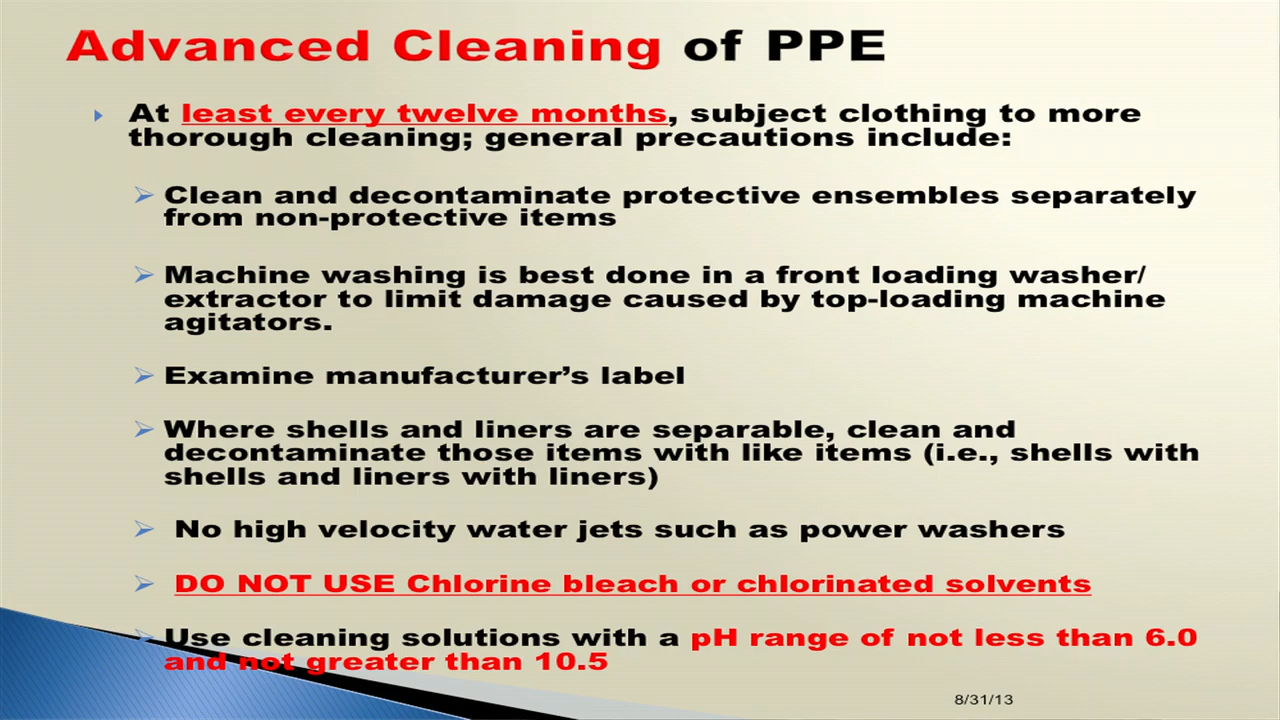 Advanced Cleaning of PPE
At least every twelve months, subject clothing to more
thorough cleaning; general precautions include:
Clean and decontaminate protective ensembles separately
from non-protective items
Machine washing is best done in a front loading washer/
extractor to limit damage caused by top-loading machine
agitators.
Examine manufacturer’s label
Where shells and liners are separable, clean and
decontaminate those items with like items (i.e., shells with
shells and liners with liners)
No high velocity water jets such as power washers
DO NOT USE Chlorine bleach or chlorinated solvents
Use cleaning solutions with a pH range of not less than 6.0
and not greater than 10.5
8/31/13